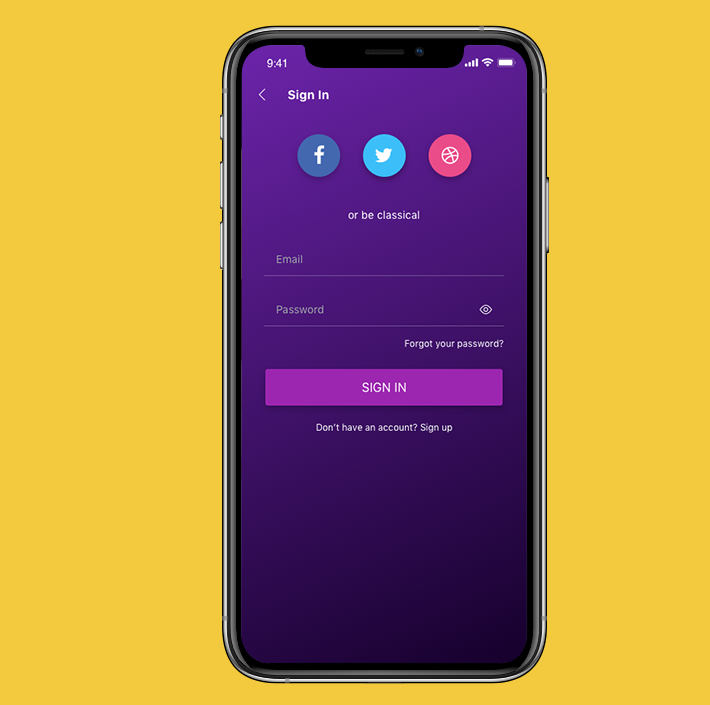 9:41
Sign In
or be classical
Email
Password
Forgot your password?
SIGN IN
Don't have an account? Sign up